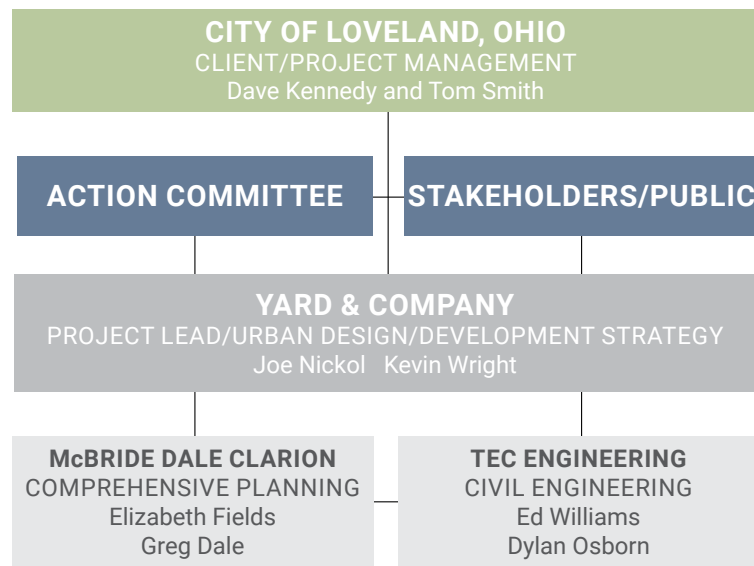 CITY OF LOVELAND, OHIO
CLIENT/PROJECT MANAGEMENT
Dave Kennedy and Tom Smith
ACTION COMMITTEE
STAKEHOLDERS/PUBLIC
YARD & COMPANY
PROJECT LEAD/URBAN DESIGN/DEVELOPMENT STRATEGY
Joe Nickol Kevin Wright
McBRIDE DALE CLARION
COMPREHENSIVE PLANNING
Elizabeth Fields
Greg Dale
TEC ENGINEERING
CIVIL ENGINEERING
Ed Williams
Dylan Osborn